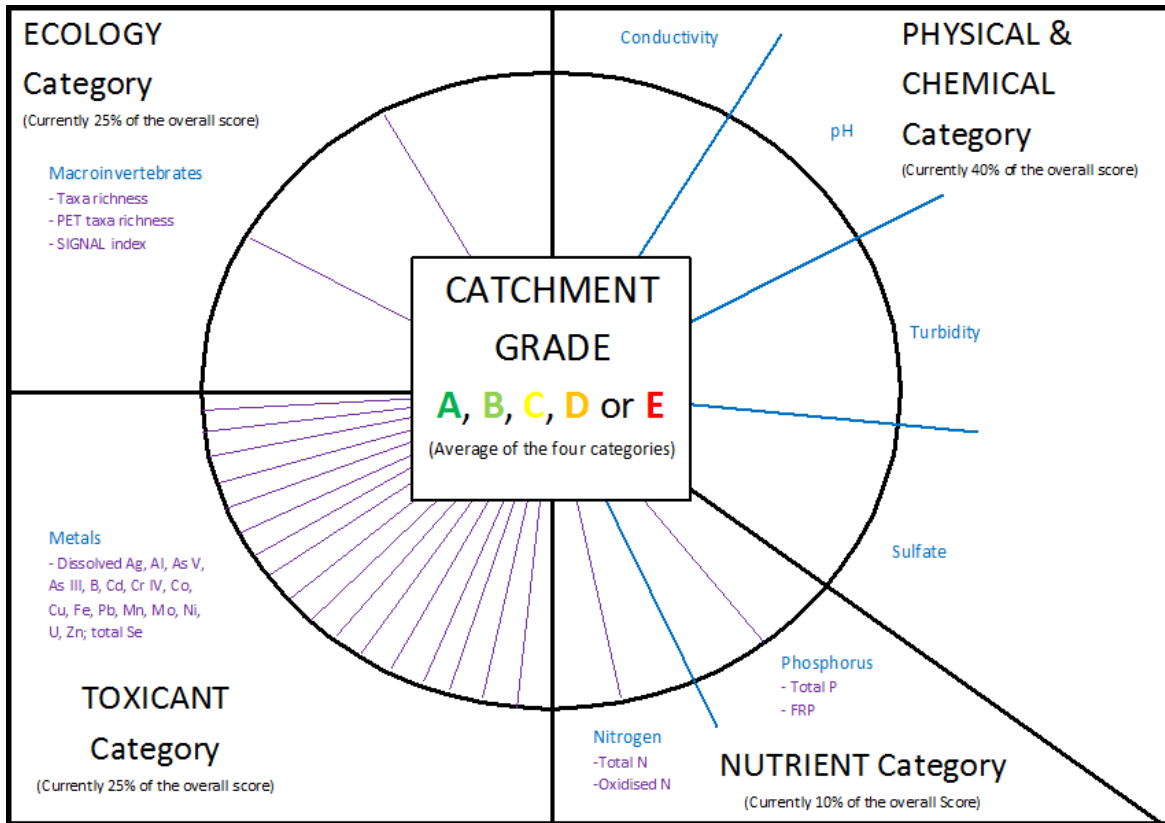 ECOLOGY
Category
(Currently 25% of the overall score)
Macroinvertebrates
- Taxa richness
- PET taxa richness
- SIGNAL index
Conductivity
pH
Turbidity
Sulfate
PHYSICAL &
CHEMICAL
Category
(Currently 40% of the overall score)
CATCHMENT
GRADE
A, B, C, D or E
(Average of the four categories)
Metals
- Dissolved Ag, Al, As V,
As III, B, Cd, Cr IV, Co,
Cu, Fe, Pb, Mn, Mo, Ni,
U, Zn; total Se
TOXICANT
Category
(Currently 25% of the overall score)
Nitrogen
-Total N
-Oxidised N
Phosphorus
- Total P
- FRP
NUTRIENT Category
(Currently 10% of the overall Score)